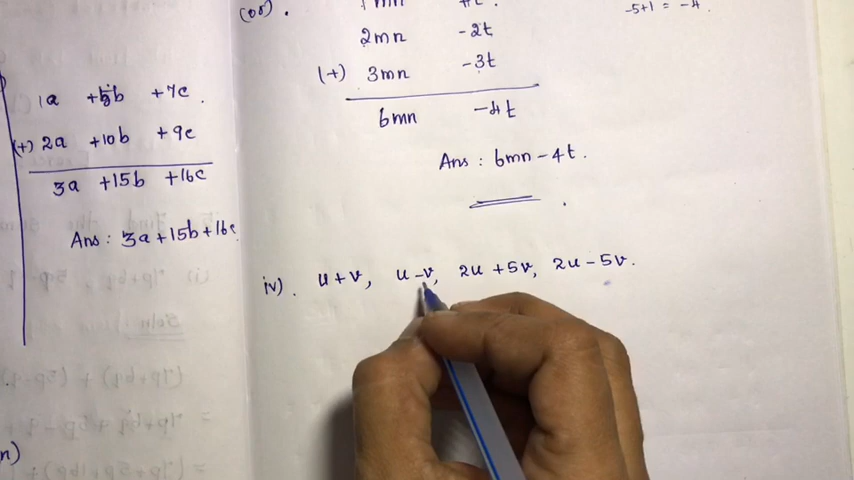 1a +5b +7c.
(+) 2a +10b +9c
3a +15b +16c
Ans: 3a+15b+16c
(or).
2mn -2t
(+) 3mn -3t
6mn -4t
Ans: 6mn-4t.
-5+1 = -4.
iv). u+v, u-v, 2u+5v, 2u-5v.